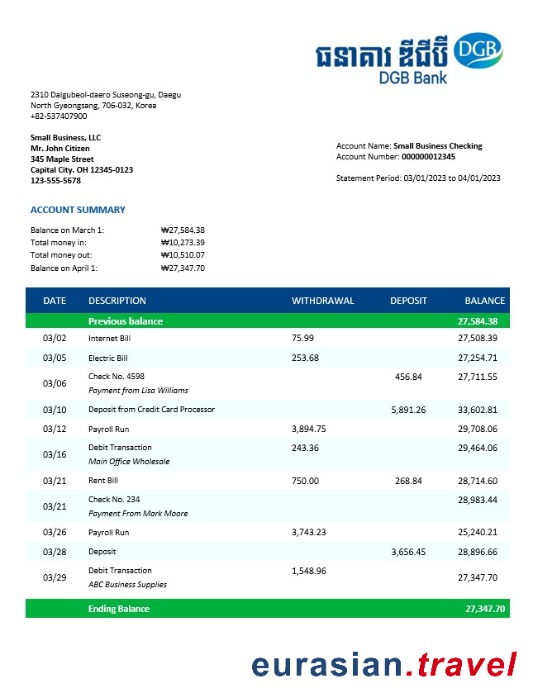 ធនាគារ ឌីជីប៊ី DGB
DGB Bank
2310 Dalgubeol-daero Suseong-gu, Daegu
North Gyeongsang, 706-032, Korea
+82-537407900
Small Business, LLC
Mr. John Citizen
345 Maple Street
Capital City. OH 12345-0123
123-555-5678
Account Name: Small Business Checking
Account Number: 000000012345
Statement Period: 03/01/2023 to 04/01/2023
ACCOUNT SUMMARY
Balance on March 1: ₩27,584.38
Total money in: ₩10,273.39
Total money out: ₩10,510.07
Balance on April 1: ₩27,347.70
DATE DESCRIPTION WITHDRAWAL DEPOSIT BALANCE
Previous balance 27,584.38
03/02 Internet Bill 75.99 27,508.39
03/05 Electric Bill 253.68 27,254.71
03/06 Check No. 4598 456.84 27,711.55
Payment from Lisa Williams
03/10 Deposit from Credit Card Processor 5,891.26 33,602.81
03/12 Payroll Run 3,894.75 29,708.06
03/16 Debit Transaction 243.36 29,464.06
Main Office Wholesale
03/21 Rent Bill 750.00 268.84 28,714.60
03/21 Check No. 234 28,983.44
Payment From Mark Moore
03/26 Payroll Run 3,743.23 25,240.21
03/28 Deposit 3,656.45 28,896.66
03/29 Debit Transaction 1,548.96 27,347.70
ABC Business Supplies
Ending Balance 27,347.70
eurasian.travel